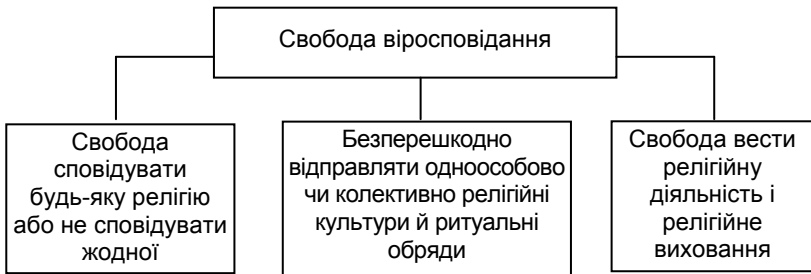 Свобода віросповідання
Свобода
сповідувати
будь-яку релігію
або не сповідувати
жодної
Безперешкодно
відправляти одноособово
чи колективно релігійні
культури й ритуальні
обряди
Свобода вести
релігійну
діяльність і
релігійне
виховання